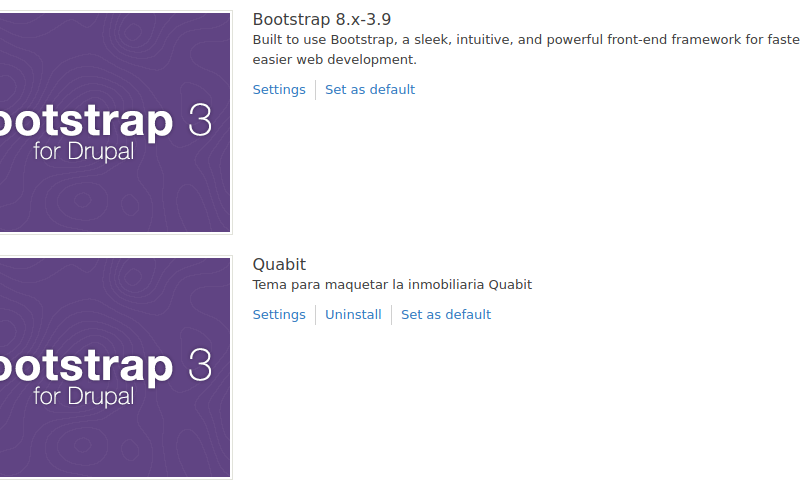 Bootstrap 8.x-3.9
Built to use Bootstrap, a sleek, intuitive, and powerful front-end framework for
easier web development.
Settings
Set as default
ootstrap 3
for Drupal
Quabit
Tema para maquetar la inmobiliaria Quabit
Settings
Uninstall
Set as default
ootstrap 3
for Drupal